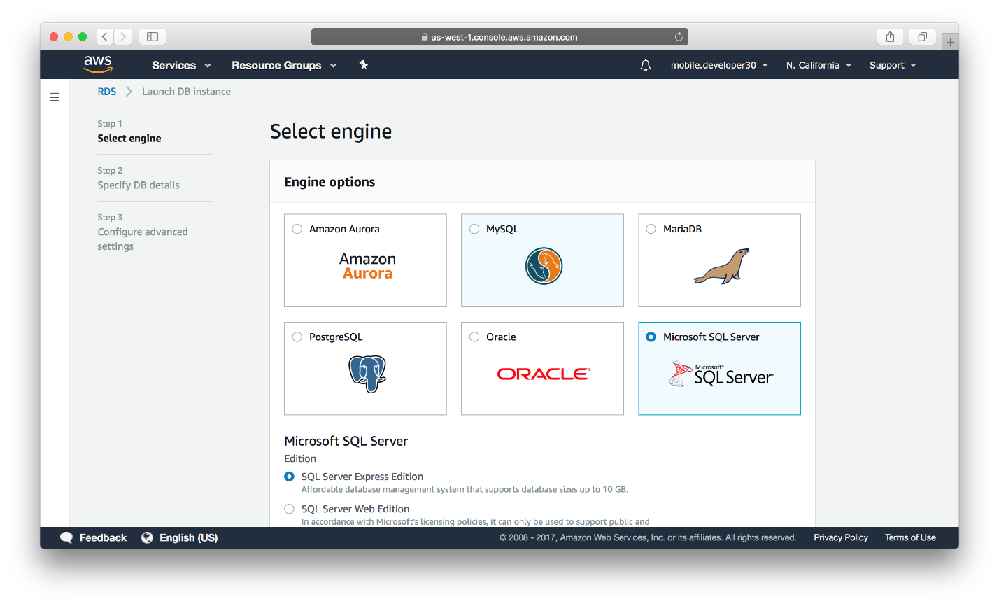 us-west-1.console.aws.amazon.com
aws Services Resource Groups mobile.developer30 N. California Support
RDS Launch DB instance
Step 1
Select engine
Step 2
Specify DB details
Step 3
Configure advanced
settings
Select engine
Engine options
Amazon Aurora
Amazon
Aurora
MySQL
MariaDB
PostgreSQL
Oracle
ORACLE
Microsoft SQL Server
Microsoft®
SQL Server
Microsoft SQL Server
Edition
SQL Server Express Edition
Affordable database management system that supports database sizes up to 10 GB.
SQL Server Web Edition
In accordance with Microsoft's licensing policies, it can only be used to support public and
Feedback English (US) © 2008 - 2017, Amazon Web Services, Inc. or its affiliates. All rights reserved. Privacy Policy Terms of Use